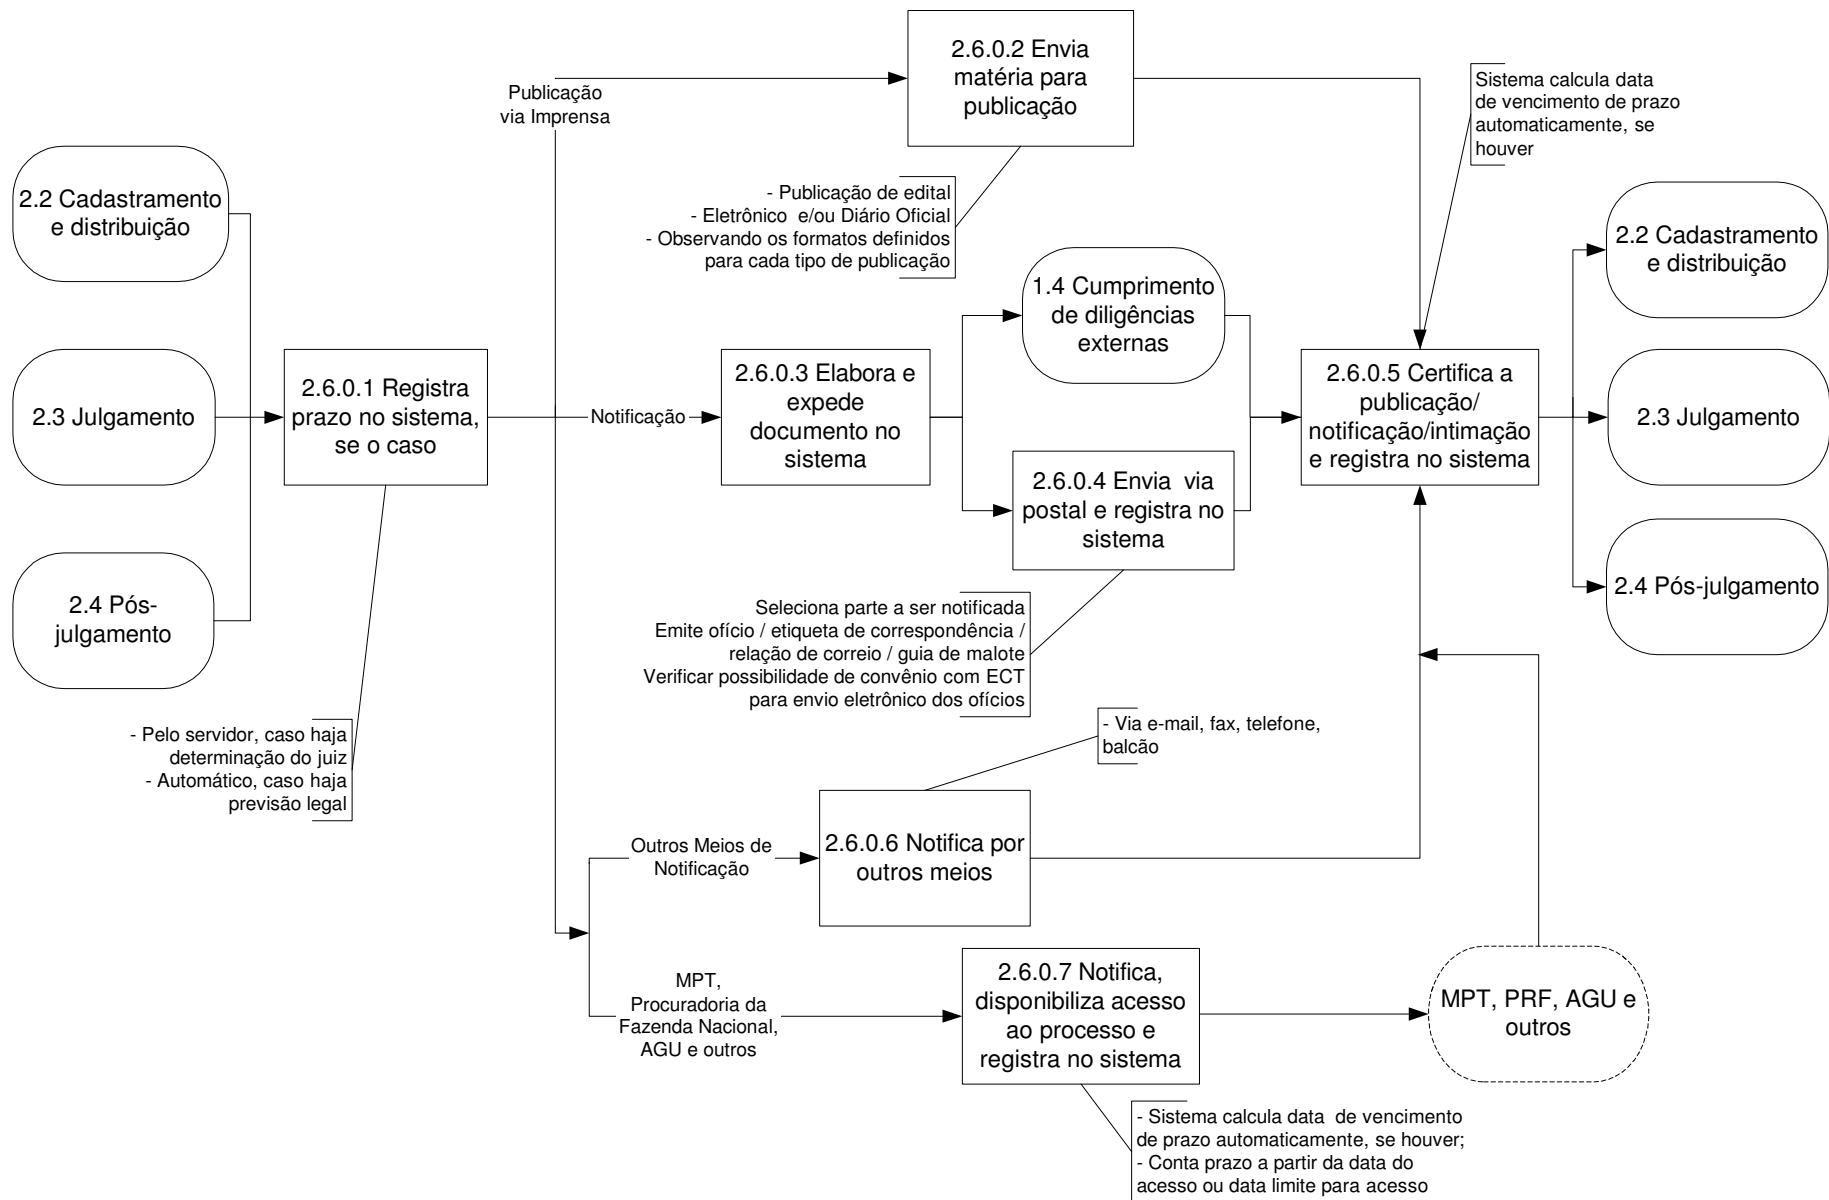 2.6.0.2 Envia
matéria para
publicação
Publicação
via Imprensa
Sistema calcula data
de vencimento de prazo
automaticamente, se
houver
2.2 Cadastramento
e distribuição
- Publicação de edital
- Eletrônico e/ou Diário Oficial
- Observando os formatos definidos
para cada tipo de publicação
2.2 Cadastramento
e distribuição
1.4 Cumprimento
de diligências
externas
2.3 Julgamento
2.6.0.1 Registra
prazo no sistema,
se o caso
Notificação
2.6.0.3 Elabora e
expede
documento no
sistema
2.6.0.5 Certifica a
publicação/
notificação/intimação
e registra no sistema
2.3 Julgamento
2.6.0.4 Envia via
postal e registra no
sistema
2.4 Pós-
julgamento
2.4 Pós-julgamento
Seleciona parte a ser notificada
Emite ofício / etiqueta de correspondência /
relação de correio / guia de malote
Verificar possibilidade de convênio com ECT
para envio eletrônico dos ofícios
- Pelo servidor, caso haja
determinação do juiz
- Automático, caso haja
previsão legal
- Via e-mail, fax, telefone,
balcão
Outros Meios de
Notificação
2.6.0.6 Notifica por
outros meios
MPT,
Procuradoria da
Fazenda Nacional,
AGU e outros
2.6.0.7 Notifica,
disponibiliza acesso
ao processo e
registra no sistema
MPT, PRF, AGU e
outros
- Sistema calcula data de vencimento
de prazo automaticamente, se houver;
- Conta prazo a partir da data do
acesso ou data limite para acesso